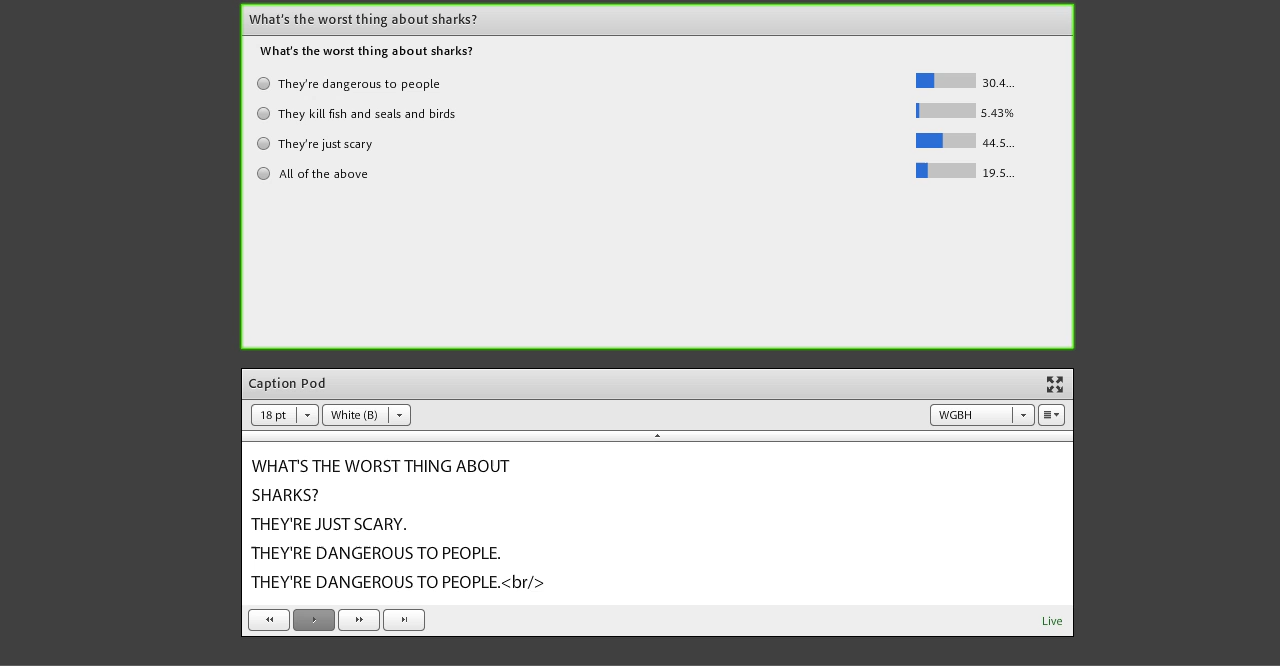 What's the worst thing about sharks?
What's the worst thing about sharks?
They're dangerous to people 30.4...
They kill fish and seals and birds 5.43%
They're just scary 44.5...
All of the above 19.5...
Caption Pod
18 pt White (B) WGBH
WHAT'S THE WORST THING ABOUT
SHARKS?
THEY'RE JUST SCARY.
THEY'RE DANGEROUS TO PEOPLE.
THEY'RE DANGEROUS TO PEOPLE.<br/>
Live